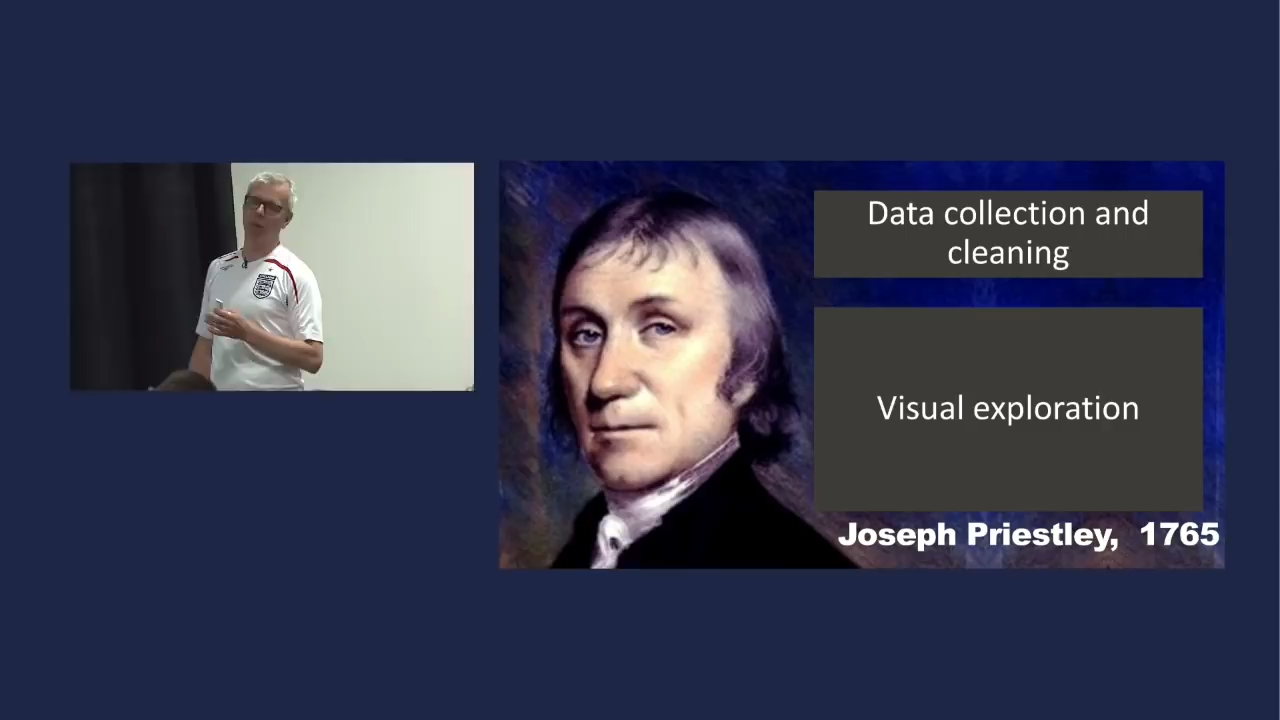 Data collection and
cleaning
Visual exploration
Joseph Priestley, 1765